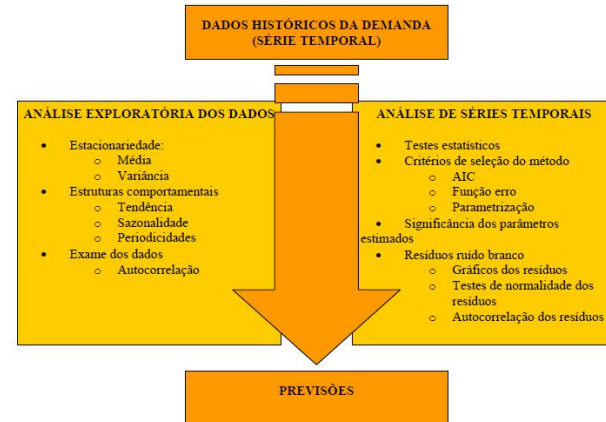 DADOS HISTÓRICOS DA DEMANDA
(SÉRIE TEMPORAL)
ANÁLISE EXPLORATÓRIA DOS DADOS
• Estacionariedade:
o Média
o Variância
• Estruturas comportamentais
o Tendência
o Sazonalidade
o Periodicidades
• Exame dos dados
o Autocorrelação
ANÁLISE DE SÉRIES TEMPORAIS
• Testes estatísticos
• Critérios de seleção do método
o AIC
o Função erro
o Parametrização
• Significância dos parâmetros
estimados
• Resíduos ruído branco
o Gráficos dos resíduos
o Testes de normalidade dos
resíduos
o Autocorrelação dos resíduos
PREVISÕES